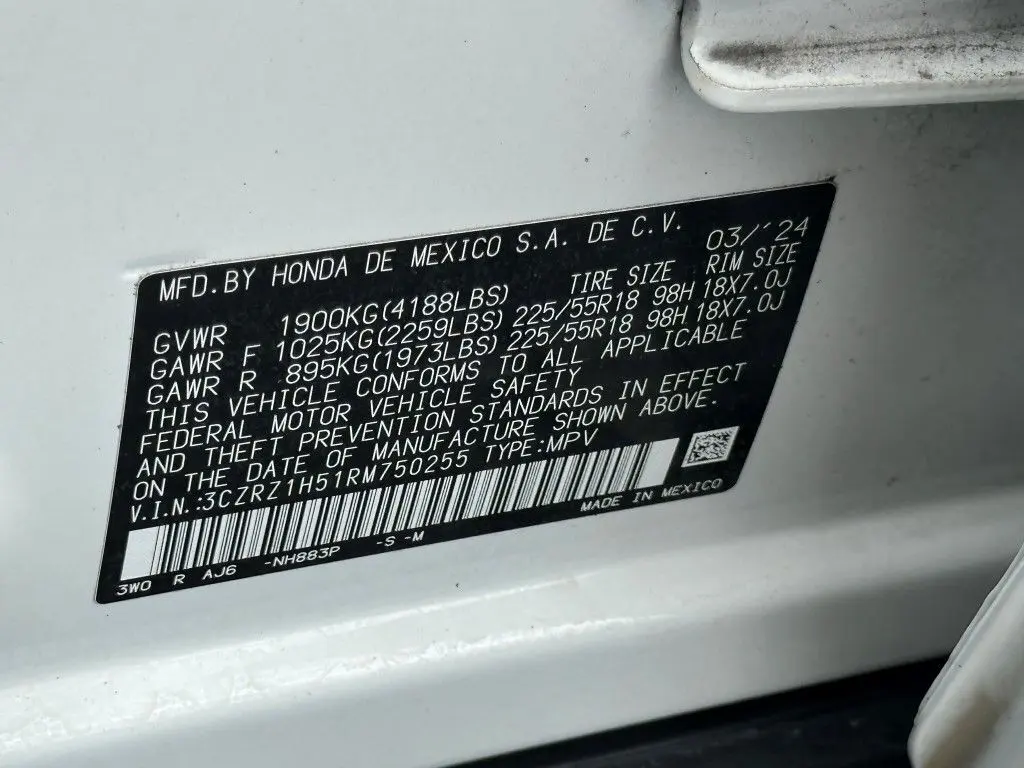 MFD.BY HONDA DE MEXICO S.A. DE C.V. 03/'24
TIRE SIZE RIM SIZE
GVWR 1900KG(4188LBS)
GAWR F 1025KG(2259LBS) 225/55R18 98H 18X7.0J
GAWR R 895KG(1973LBS) 225/55R18 98H 18X7.0J
THIS VEHICLE CONFORMS TO ALL APPLICABLE
FEDERAL MOTOR VEHICLE SAFETY
AND THEFT PREVENTION STANDARDS IN EFFECT
ON THE DATE OF MANUFACTURE SHOWN ABOVE.
V.I.N.:3CZRZ1H51RM750255 TYPE:MPV
MADE IN MEXICO
3W0 R AJ6 -NH883P -S -M